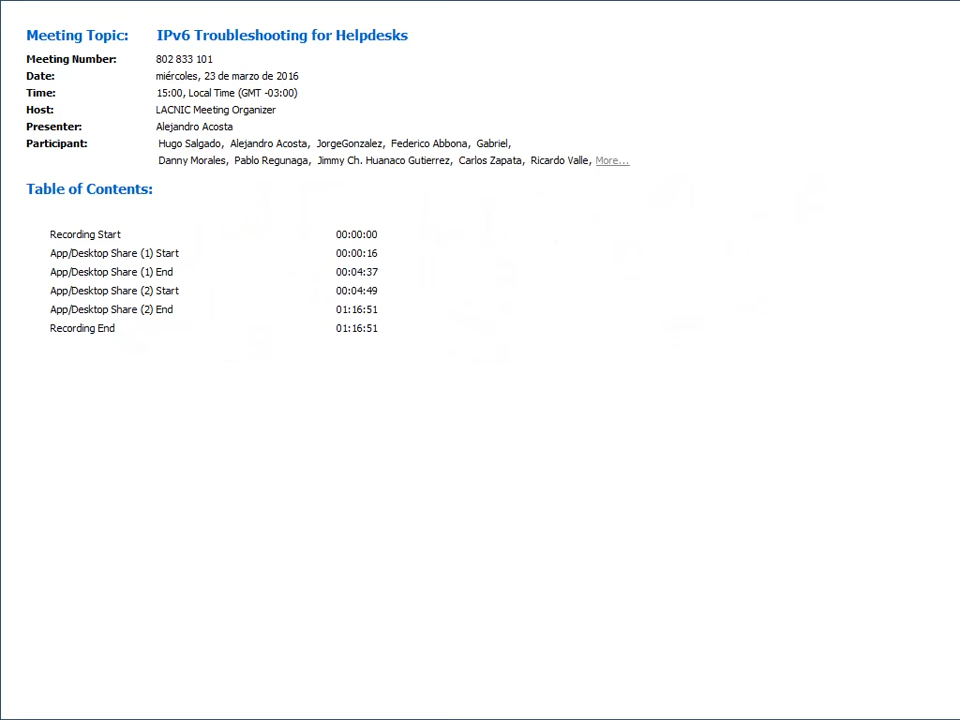 Meeting Topic: IPv6 Troubleshooting for Helpdesks
Meeting Number: 802 833 101
Date: miércoles, 23 de marzo de 2016
Time: 15:00, Local Time (GMT -03:00)
Host: LACNIC Meeting Organizer
Presenter: Alejandro Acosta
Participant: Hugo Salgado, Alejandro Acosta, JorgeGonzalez, Federico Abbona, Gabriel,
Danny Morales, Pablo Regunaga, Jimmy Ch. Huanaco Gutierrez, Carlos Zapata, Ricardo Valle, More...
Table of Contents:
Recording Start 00:00:00
App/Desktop Share (1) Start 00:00:16
App/Desktop Share (1) End 00:04:37
App/Desktop Share (2) Start 00:04:49
App/Desktop Share (2) End 01:16:51
Recording End 01:16:51